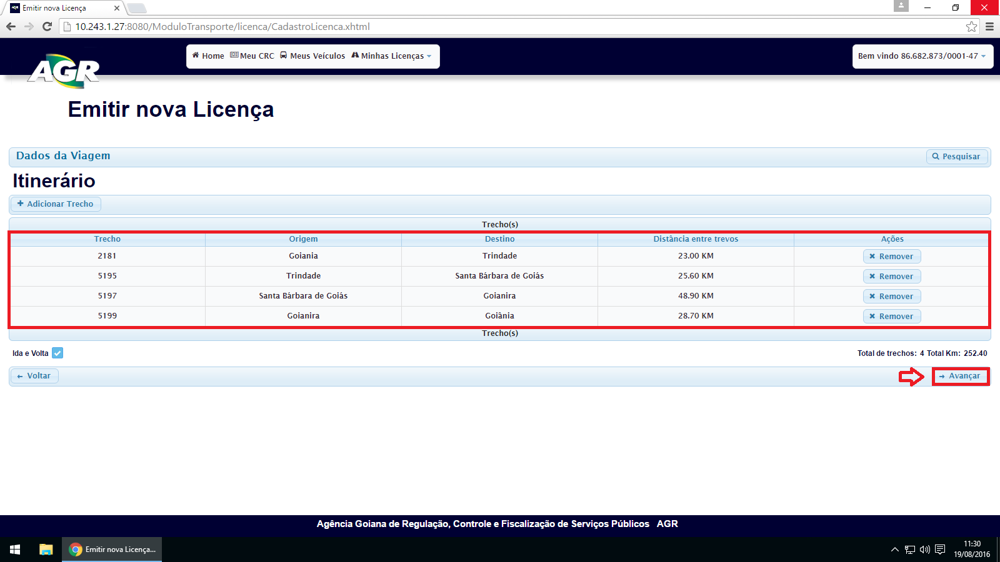 Emitir nova Licença
10.243.1.27:8080/ModuloTransporte/licenca/CadastroLicenca.xhtml
AGR
Home Meu CRC Meus Veículos Minhas Licenças
Bem vindo 86.682.873/0001-47
Emitir nova Licença
Dados da Viagem
Pesquisar
Itinerário
Adicionar Trecho
Trecho(s)
Trecho Origem Destino Distância entre trevos Ações
2181 Goiania Trindade 23.00 KM Remover
5195 Trindade Santa Bárbara de Goiás 25.60 KM Remover
5197 Santa Bárbara de Goiás Goianira 48.90 KM Remover
5199 Goianira Goiânia 28.70 KM Remover
Trecho(s)
Ida e Volta
Total de trechos: 4 Total Km: 252.40
Voltar
Avançar
Agência Goiana de Regulação, Controle e Fiscalização de Serviços Públicos AGR
Emitir nova Licença...
11:30
19/08/2016